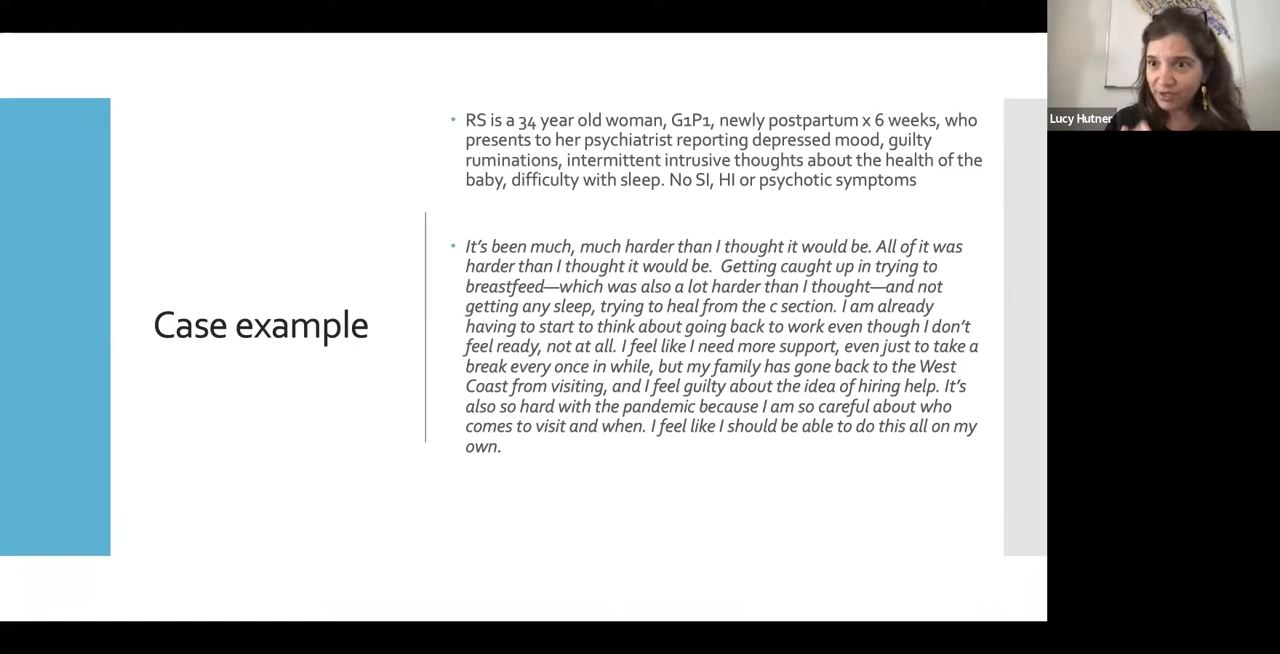 Case example
• RS is a 34 year old woman, G1P1, newly postpartum x 6 weeks, who
presents to her psychiatrist reporting depressed mood, guilty
ruminations, intermittent intrusive thoughts about the health of the
baby, difficulty with sleep. No SI, HI or psychotic symptoms
• It's been much, much harder than I thought it would be. All of it was
harder than I thought it would be.  Getting caught up in trying to
breastfeed—which was also a lot harder than I thought—and not
getting any sleep, trying to heal from the c section. I am already
having to start to think about going back to work even though I don't
feel ready, not at all. I feel like I need more support, even just to take a
break every once in while, but my family has gone back to the West
Coast from visiting, and I feel guilty about the idea of hiring help. It's
also so hard with the pandemic because I am so careful about who
comes to visit and when. I feel like I should be able to do this all on my
own.
Lucy Hutner